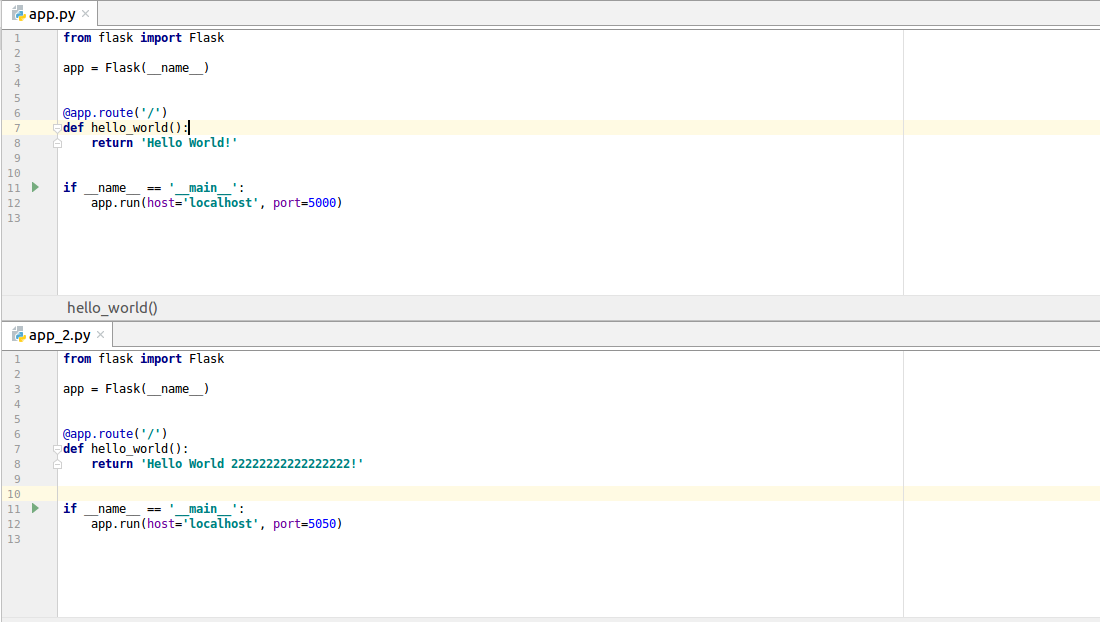 app.py
1 from flask import Flask
2
3 app = Flask(__name__)
4
5
6 @app.route('/')
7 def hello_world():
8     return 'Hello World!'
9
10
11 if __name__ == '__main__':
12     app.run(host='localhost', port=5000)
13
hello_world()
app_2.py
1 from flask import Flask
2
3 app = Flask(__name__)
4
5
6 @app.route('/')
7 def hello_world():
8     return 'Hello World 22222222222222222!'
9
10
11 if __name__ == '__main__':
12     app.run(host='localhost', port=5050)
13